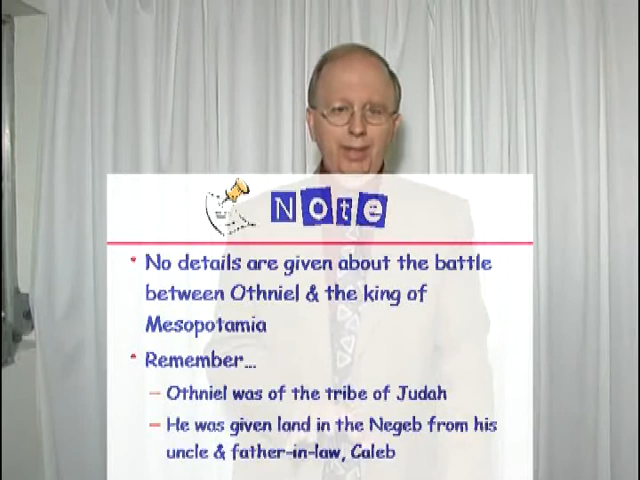 Note
• No details are given about the battle
between Othniel & the king of
Mesopotamia
• Remember...
– Othniel was of the tribe of Judah
– He was given land in the Negeb from his
uncle & father-in-law, Caleb